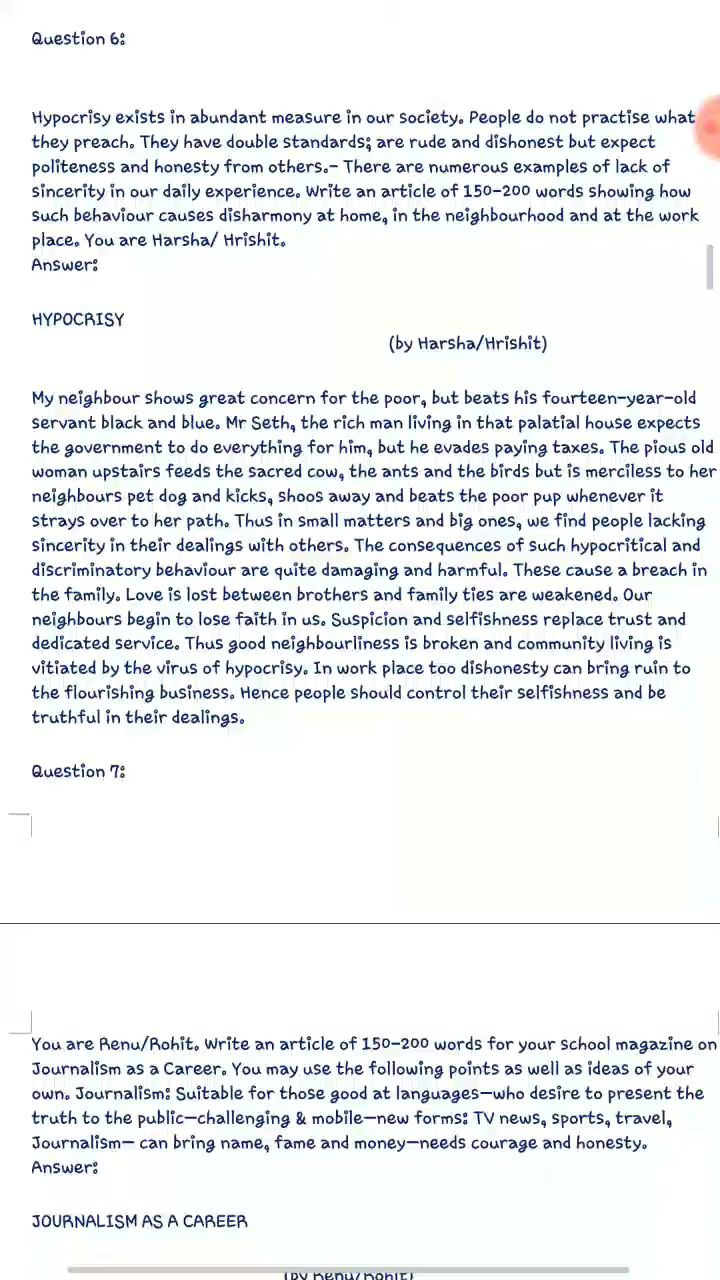 Question 6:
Hypocrisy exists in abundant measure in our society. People do not practise what
they preach. They have double standards; are rude and dishonest but expect
politeness and honesty from others.- There are numerous examples of lack of
sincerity in our daily experience. Write an article of 150-200 words showing how
such behaviour causes disharmony at home, in the neighbourhood and at the work
place. You are Harsha/ Hrishit.
Answer:
HYPOCRISY
(by Harsha/Hrishit)
My neighbour shows great concern for the poor, but beats his fourteen-year-old
servant black and blue. Mr Seth, the rich man living in that palatial house expects
the government to do everything for him, but he evades paying taxes. The pious old
woman upstairs feeds the sacred cow, the ants and the birds but is merciless to her
neighbours pet dog and kicks, shoos away and beats the poor pup whenever it
strays over to her path. Thus in small matters and big ones, we find people lacking
sincerity in their dealings with others. The consequences of such hypocritical and
discriminatory behaviour are quite damaging and harmful. These cause a breach in
the family. Love is lost between brothers and family ties are weakened. Our
neighbours begin to lose faith in us. Suspicion and selfishness replace trust and
dedicated service. Thus good neighbourliness is broken and community living is
vitiated by the virus of hypocrisy. In work place too dishonesty can bring ruin to
the flourishing business. Hence people should control their selfishness and be
truthful in their dealings.
Question 7:
You are Renu/Rohit. Write an article of 150-200 words for your school magazine on
Journalism as a Career. You may use the following points as well as ideas of your
own. Journalism: Suitable for those good at languages—who desire to present the
truth to the public—challenging & mobile—new forms: TV news, sports, travel,
Journalism— can bring name, fame and money—needs courage and honesty.
Answer:
JOURNALISM AS A CAREER
(by Renu/Rohit)